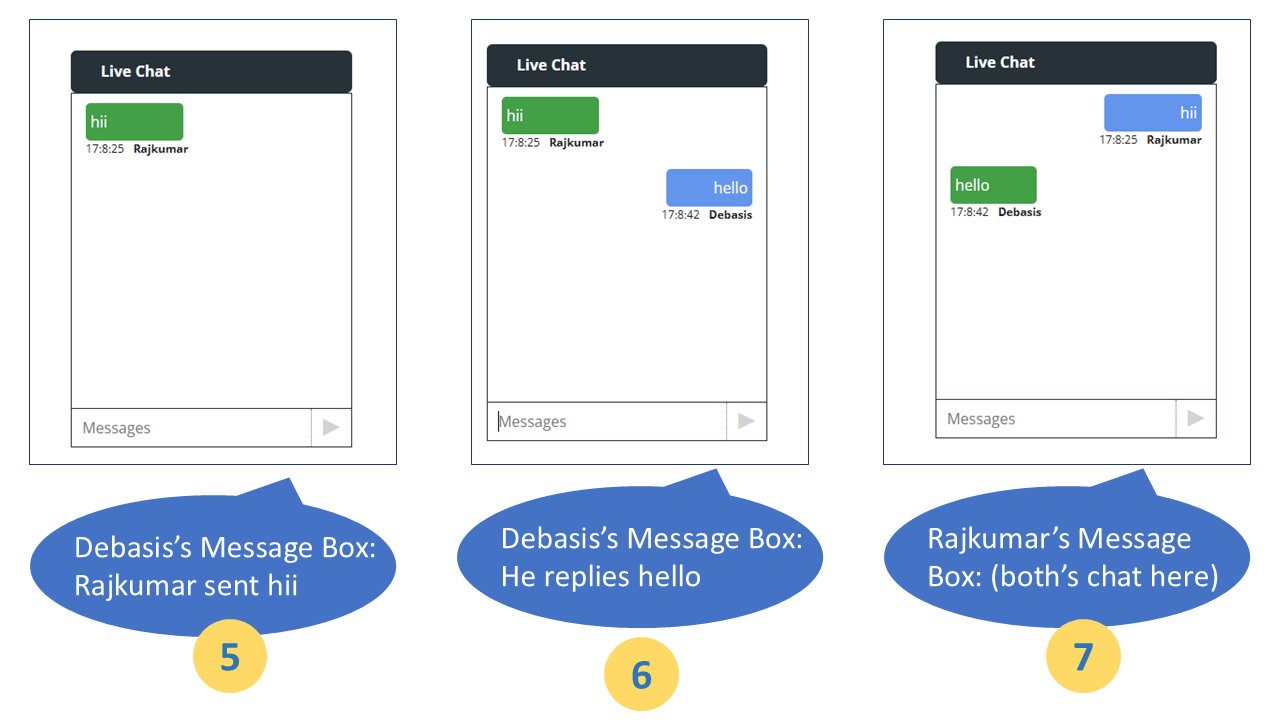 Live Chat
hii
17:8:25 Rajkumar
Messages
Debasis’s Message Box:
Rajkumar sent hii
5
Live Chat
hii
17:8:25 Rajkumar
hello
17:8:42 Debasis
Messages
Debasis’s Message Box:
He replies hello
6
Live Chat
hii
17:8:25 Rajkumar
hello
17:8:42 Debasis
Messages
Rajkumar’s Message
Box: (both’s chat here)
7